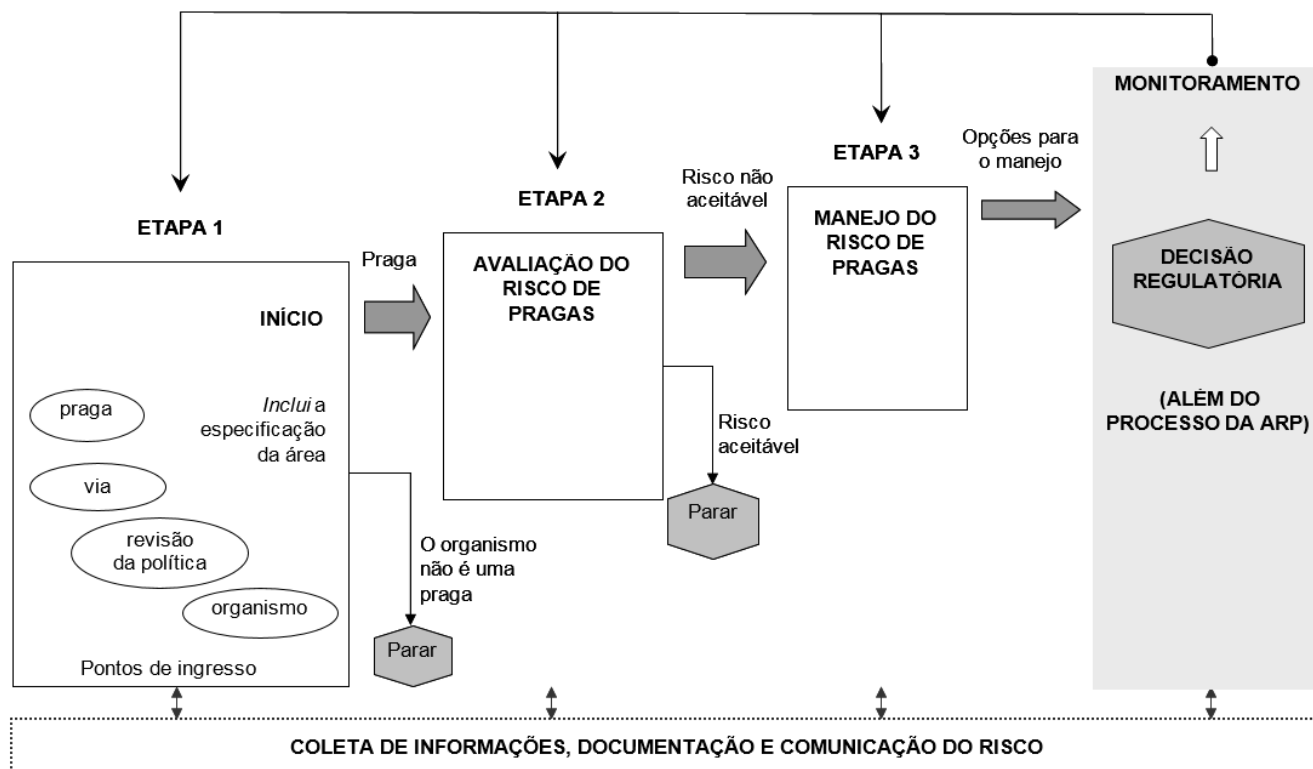 ETAPA 1
INÍCIO
Inclui a
especificação
da área
praga
via
revisão
da política
organismo
Pontos de ingresso
Praga
O organismo
não é uma
praga
Parar
ETAPA 2
AVALIAÇÃO DO
RISCO DE
PRAGAS
Risco não
aceitável
Risco
aceitável
Parar
ETAPA 3
MANEJO DO
RISCO DE
PRAGAS
Opções para
o manejo
MONITORAMENTO
DECISÃO
REGULATÓRIA
(ALÉM DO
PROCESSO DA ARP)
COLETA DE INFORMAÇÕES, DOCUMENTAÇÃO E COMUNICAÇÃO DO RISCO